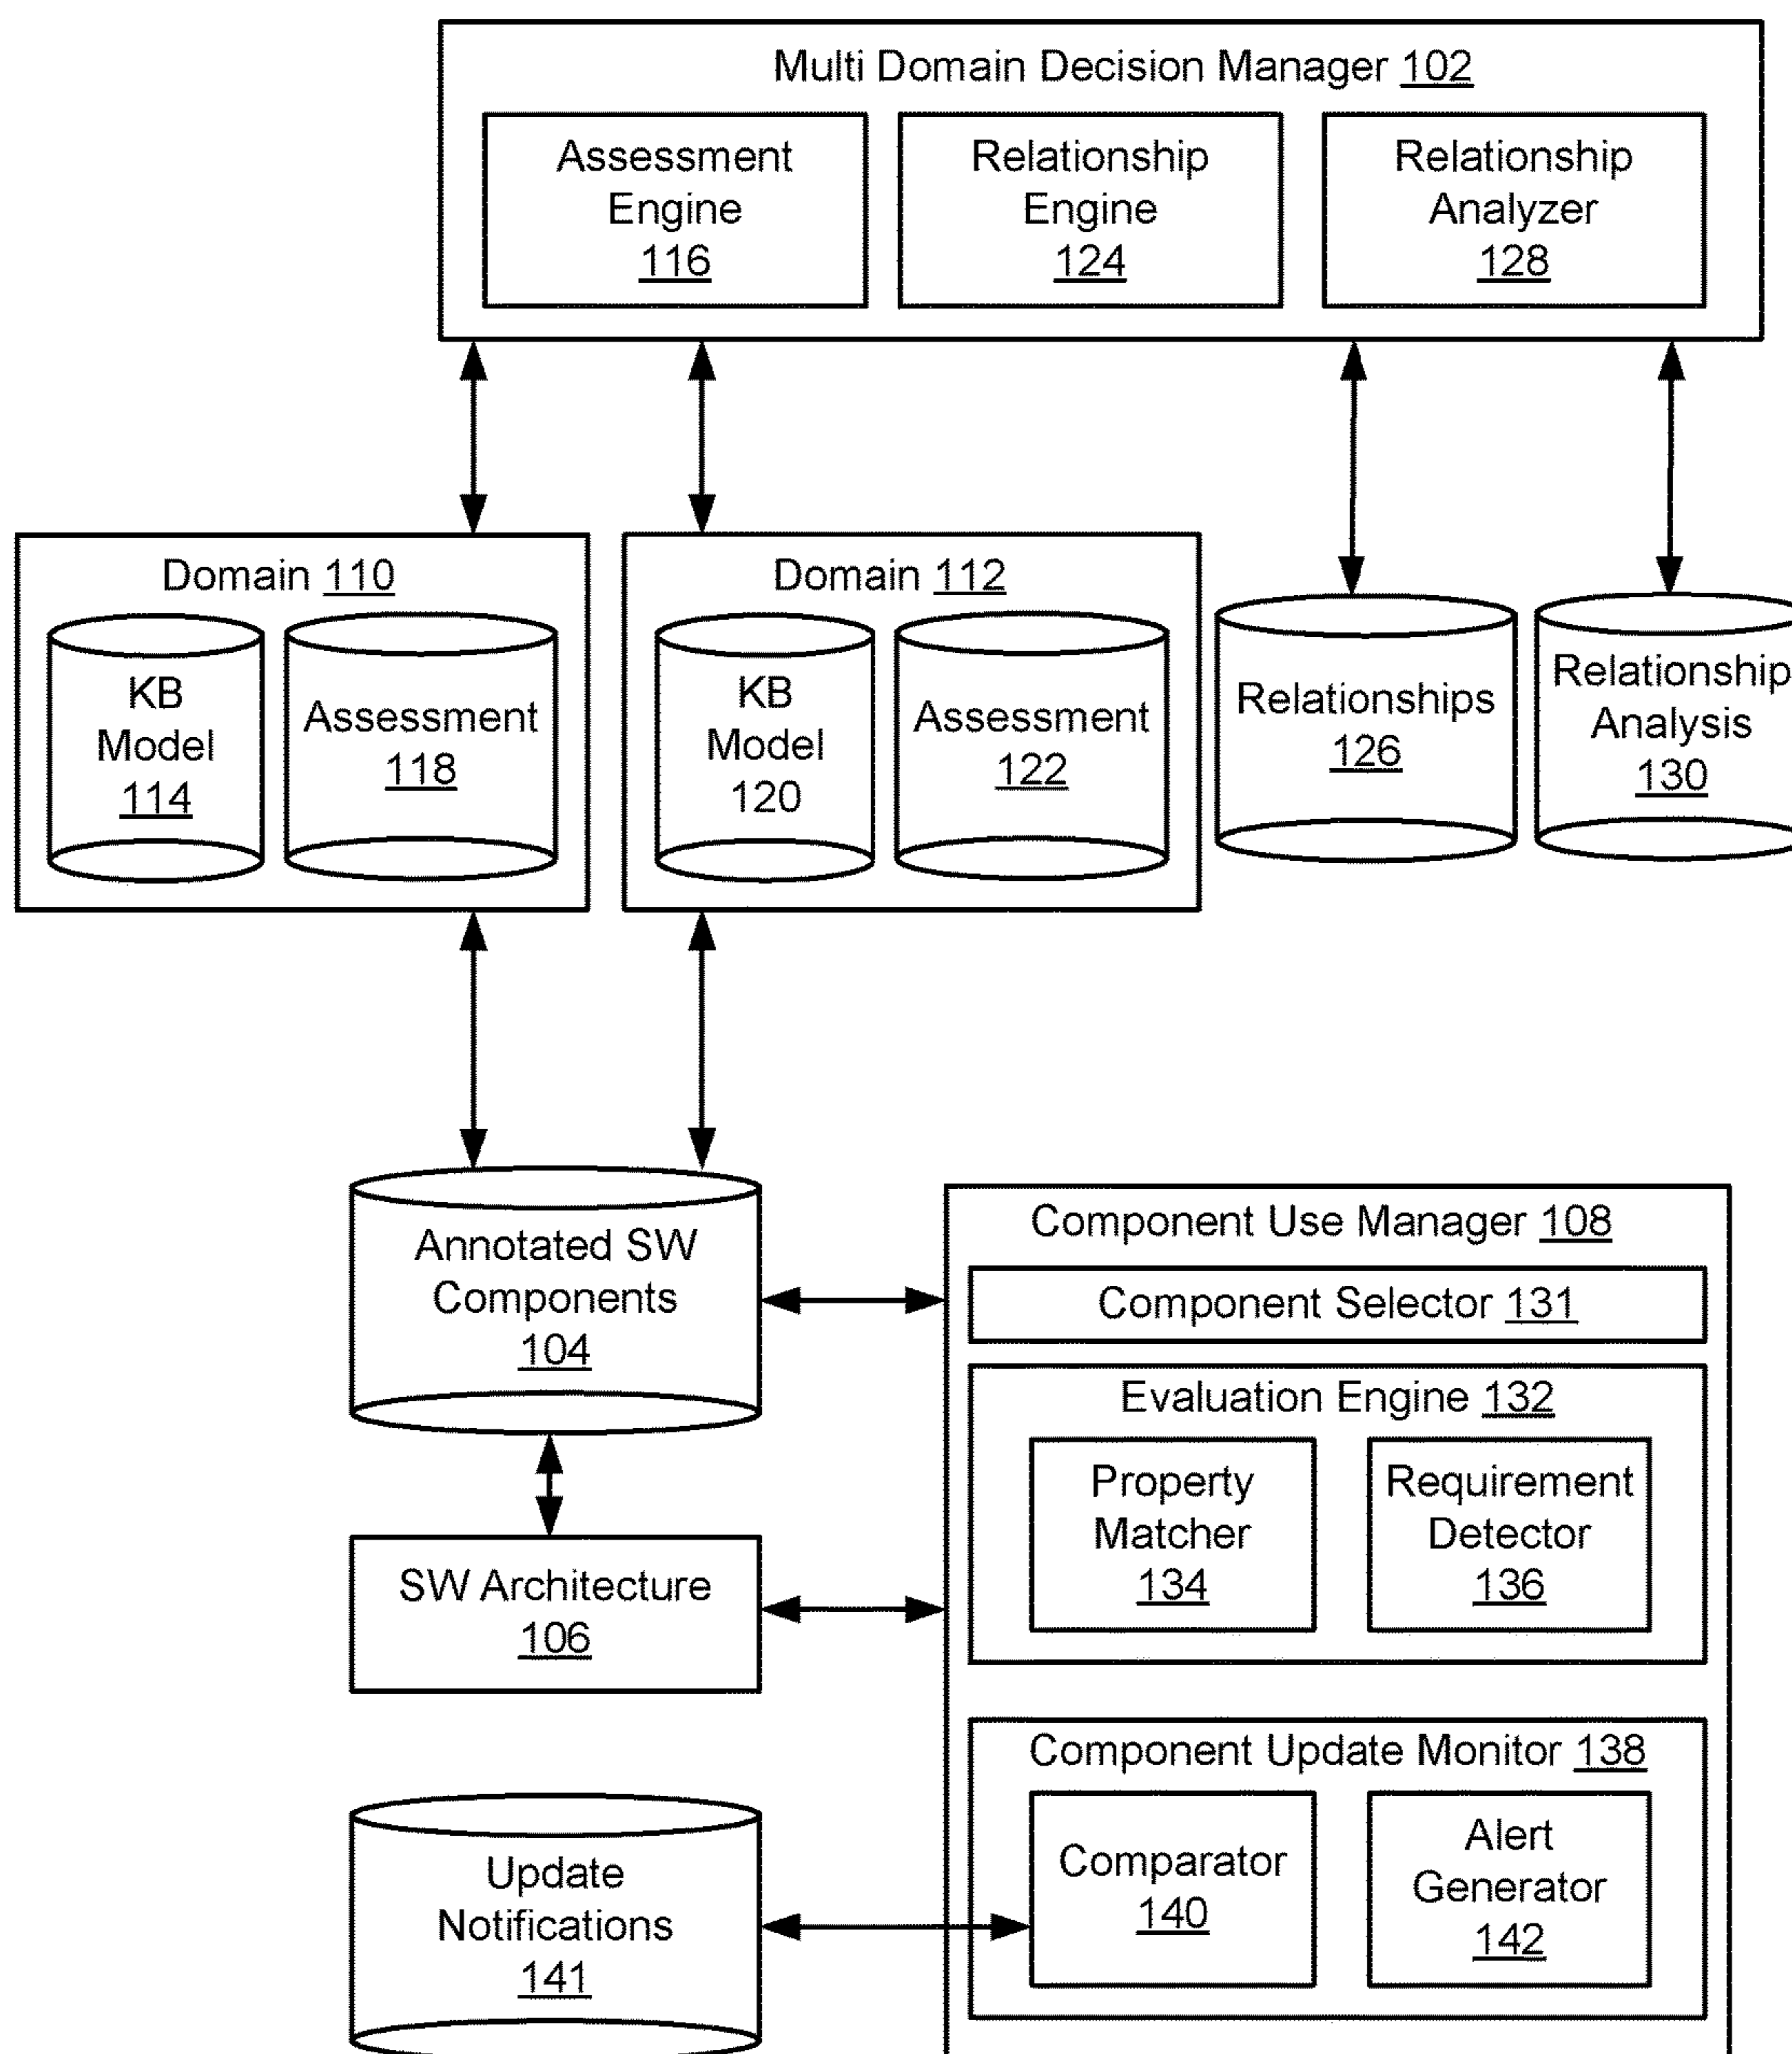 Multi Domain Decision Manager 102
Assessment
Engine
116
Relationship
Engine
124
Relationship
Analyzer
128
Domain 110
KB
Model
114
Assessment
118
Domain 112
KB
Model
120
Assessment
122
Relationships
126
Relationship
Analysis
130
Annotated SW
Components
104
SW Architecture
106
Update
Notifications
141
Component Use Manager 108
Component Selector 131
Evaluation Engine 132
Property
Matcher
134
Requirement
Detector
136
Component Update Monitor 138
Comparator
140
Alert
Generator
142